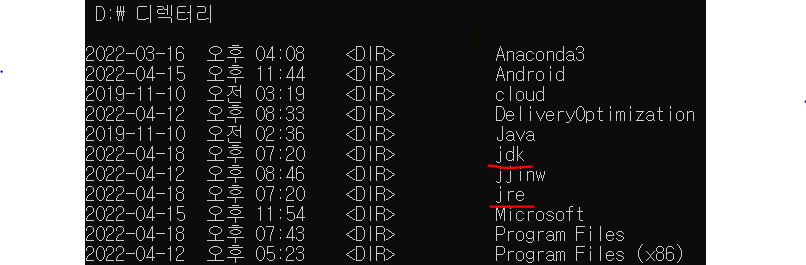 D:\ 디렉터리
2022-03-16 오후 04:08 <DIR> Anaconda3
2022-04-15 오후 11:44 <DIR> Android
2019-11-10 오전 03:19 <DIR> cloud
2022-04-12 오후 08:33 <DIR> DeliveryOptimization
2019-11-10 오전 02:36 <DIR> Java
2022-04-18 오후 07:20 <DIR> jdk
2022-04-12 오후 08:46 <DIR> jjinw
2022-04-18 오후 07:20 <DIR> jre
2022-04-15 오후 11:54 <DIR> Microsoft
2022-04-18 오후 07:43 <DIR> Program Files
2022-04-12 오후 05:23 <DIR> Program Files (x86)